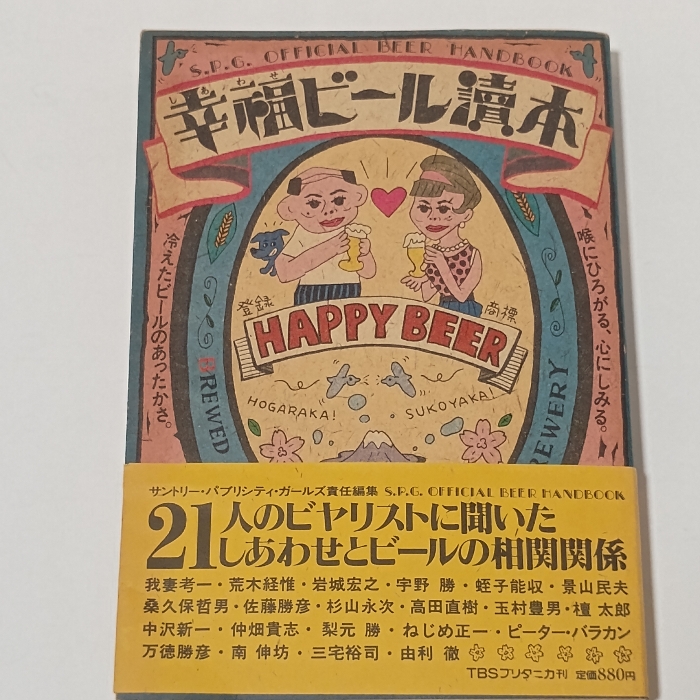 S.P.G. OFFICIAL BEER HANDBOOK
しあわせ
幸福ビール讀本
冷えたビールのあったかさ。
喉にひろがる、心にしみる。
登録 商標
HAPPY BEER
BREWED
BREWERY
HOGARAKA! SUKOYAKA!
サントリー・パブリシティ・ガールズ責任編集 S.P.G. OFFICIAL BEER HANDBOOK
21人のビヤリストに聞いた
しあわせとビールの相関関係
我妻考一・荒木経惟・岩城宏之・宇野 勝・蛭子能収・景山民夫
桑久保哲男・佐藤勝彦・杉山永次・高田直樹・玉村豊男・檀 太郎
中沢新一・仲畑貴志・梨元 勝・ねじめ正一・ピーター・バラカン
万徳勝彦・南 伸坊・三宅裕司・由利 徹
TBSブリタニカ刊 定価880円